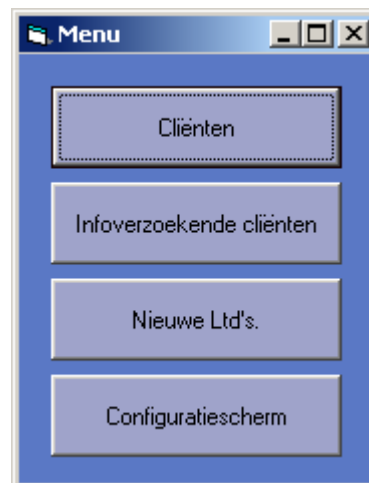 Menu
Cliënten
Infoverzoekende cliënten
Nieuwe Ltd's.
Configuratiescherm